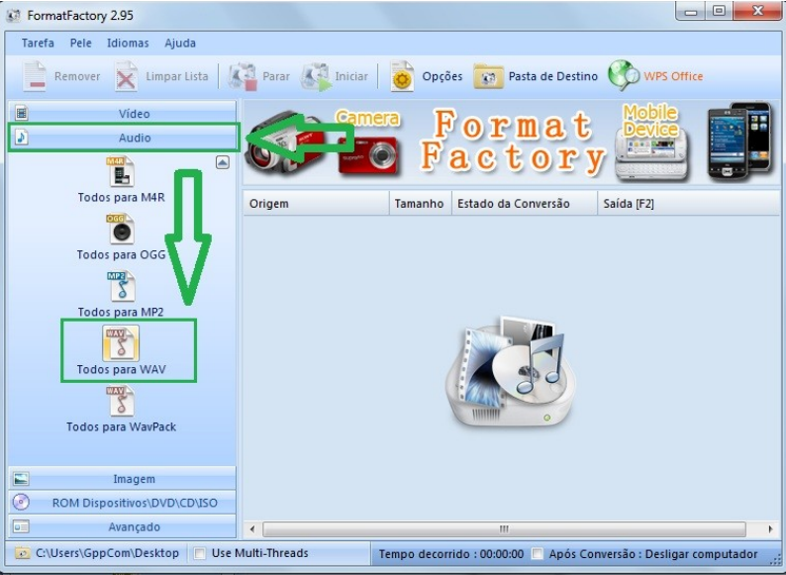 FormatFactory 2.95
Tarefa Pele Idiomas Ajuda
Remover Limpar Lista Parar Iniciar Opções Pasta de Destino WPS Office
Vídeo
Audio
M4R
Todos para M4R
OGG
Todos para OGG
MP2
Todos para MP2
WAV
Todos para WAV
WAV
Todos para WavPack
Imagem
ROM Dispositivos\DVD\CD\ISO
Avançado
Camera
Format
Factory
Mobile
Device
Origem Tamanho Estado da Conversão Saída [F2]
C:\Users\GppCom\Desktop Use Multi-Threads Tempo decorrido : 00:00:00 Após Conversão : Desligar computador